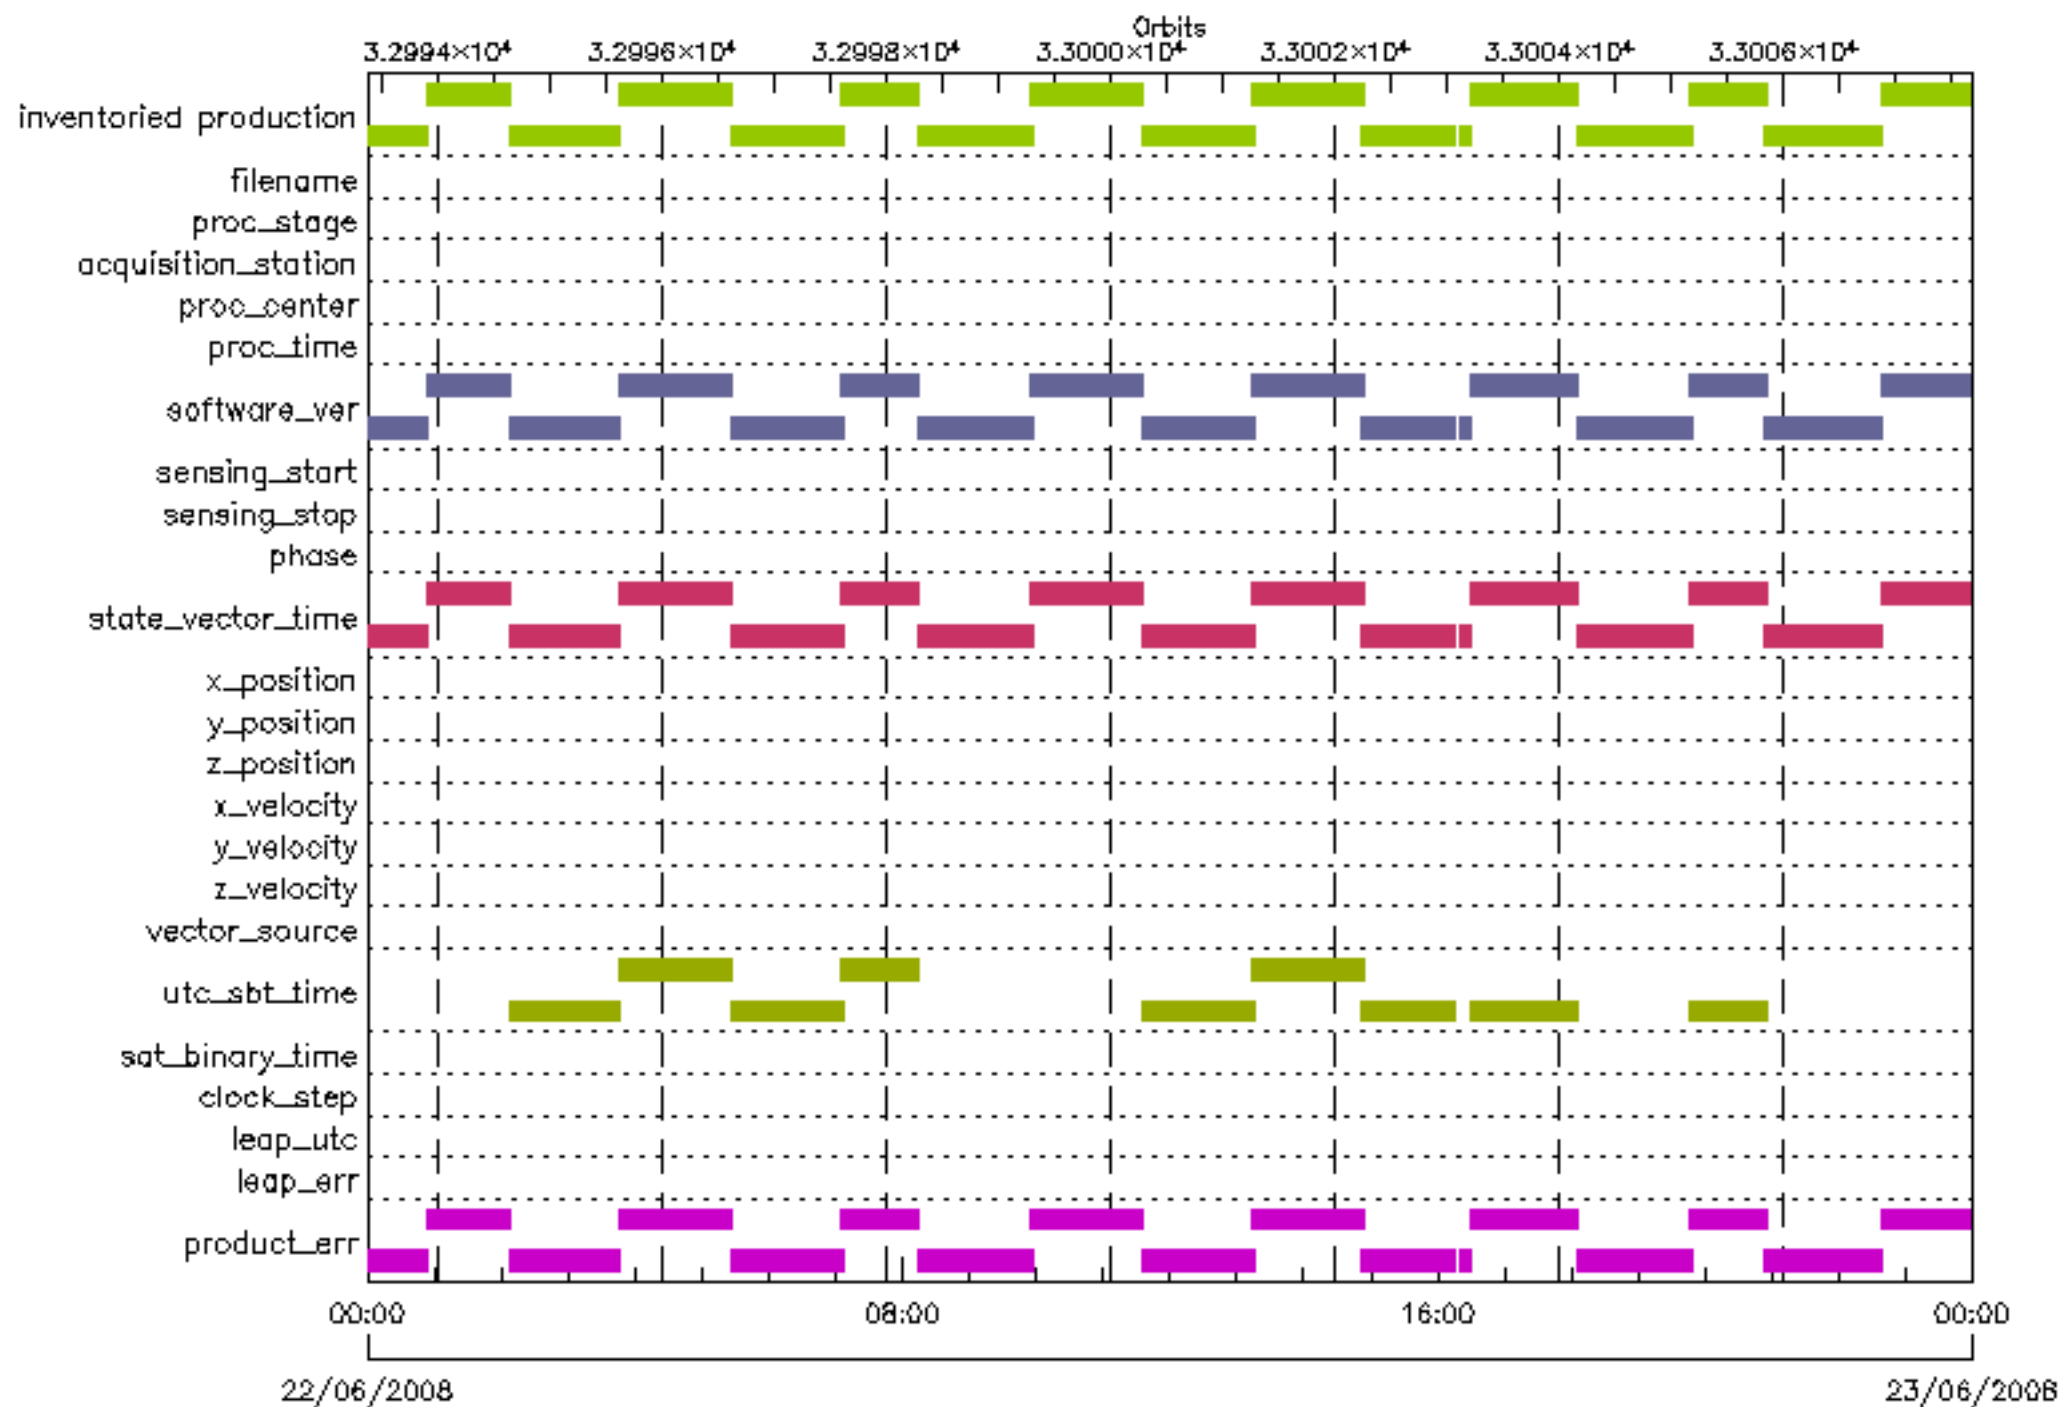 Orbits
3.2994×10⁴ 3.2996×10⁴ 3.2998×10⁴ 3.3000×10⁴ 3.3002×10⁴ 3.3004×10⁴ 3.3006×10⁴
inventoried production
filename
proc_stage
acquisition_station
proc_center
proc_time
software_ver
sensing_start
sensing_stop
phase
state_vector_time
x_position
y_position
z_position
x_velocity
y_velocity
z_velocity
vector_source
utc_sbt_time
sat_binary_time
clock_step
leap_utc
leap_err
product_err
00:00 08:00 16:00 00:00
22/06/2008 23/06/2008